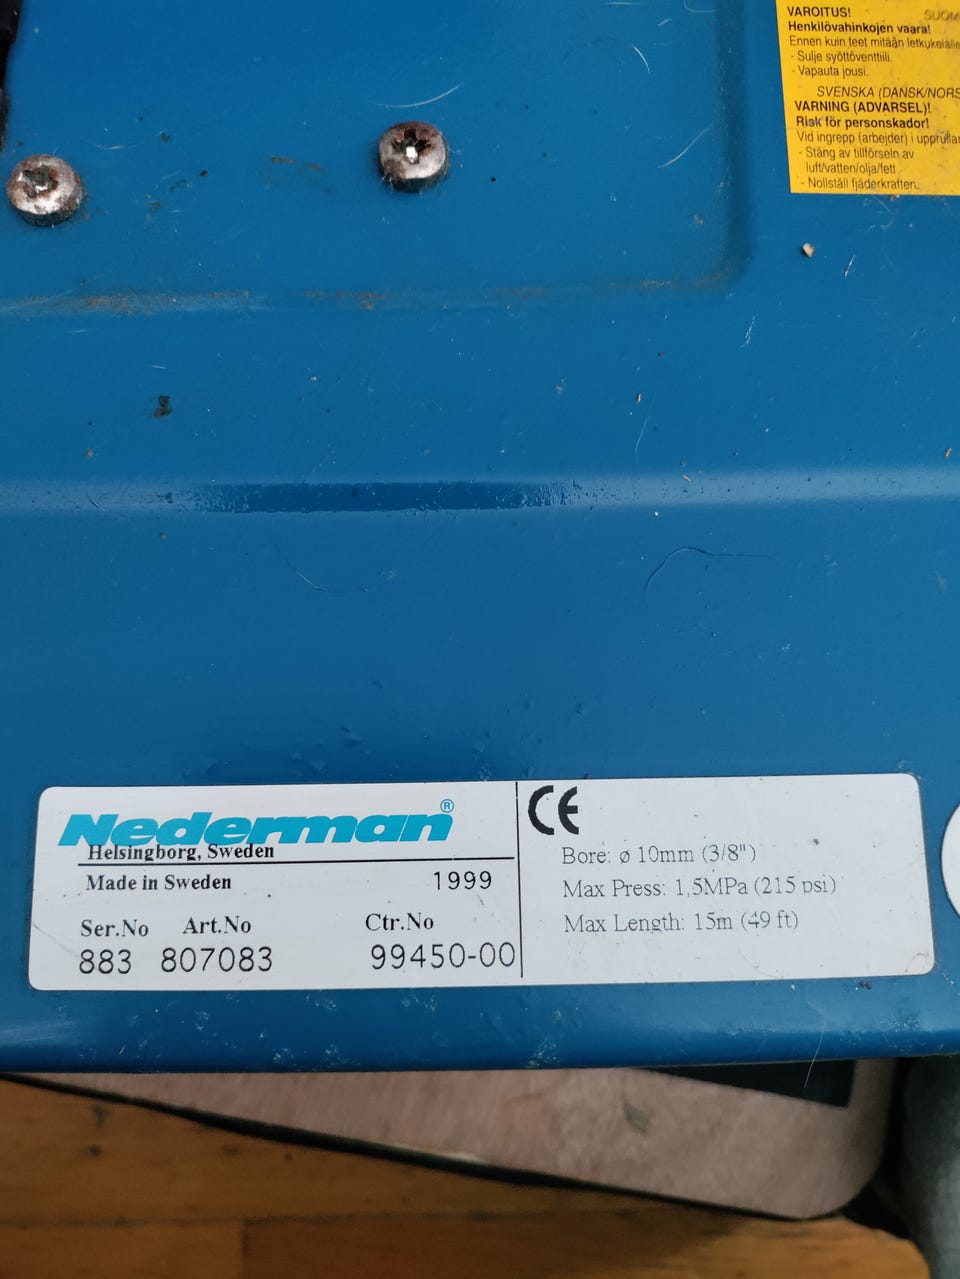 VAROITUS!
Henkilövahinkojen vaara!
Ennen kuin teet mitään
- Sulje syöttöventtiili.
- Vapauta jousi.
SVENSKA (DANSK/NORS
VARNING (ADVARSEL)!
Risk för personskador!
Vid ingrepp (arbejder) i
- Stäng av tillförseln av
luft/vatten/olja/fett
- Nollställ fjäderkraften.
Nederman®
Helsingborg, Sweden
Made in Sweden 1999
Ser.No Art.No Ctr.No
883 807083 99450-00
CE
Bore: ø 10mm (3/8")
Max Press: 1,5MPa (215 psi)
Max Length: 15m (49 ft)